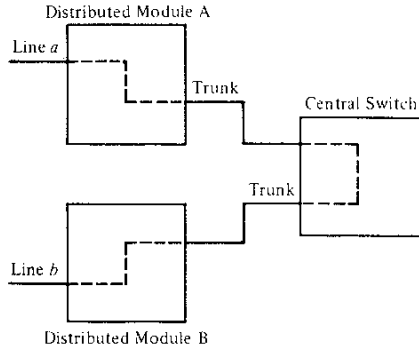 Distributed Module A
Line a
Trunk
Central Switch
Trunk
Line b
Distributed Module B